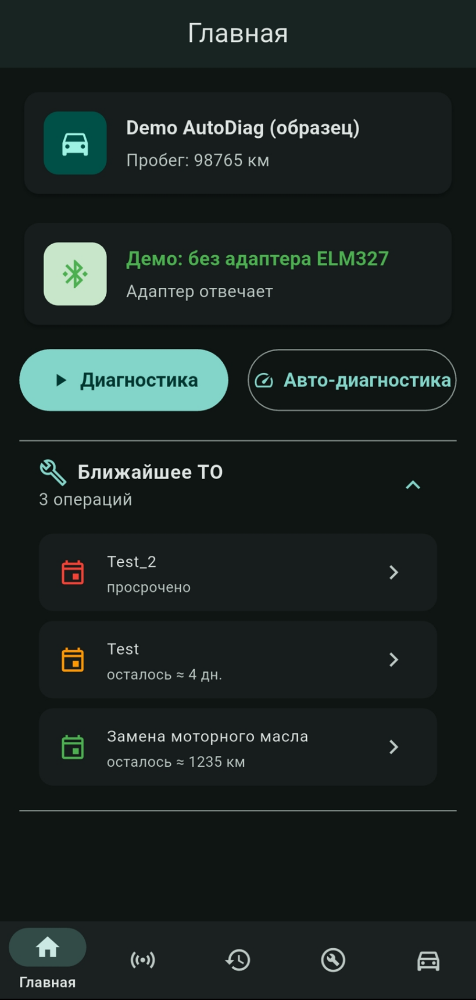 Главная
Demo AutoDiag (образец)
Пробег: 98765 км
Демо: без адаптера ELM327
Адаптер отвечает
Диагностика
Авто-диагностика
Ближайшее ТО
3 операций
Test_2
просрочено
Test
осталось ≈ 4 дн.
Замена моторного масла
осталось ≈ 1235 км
Главная